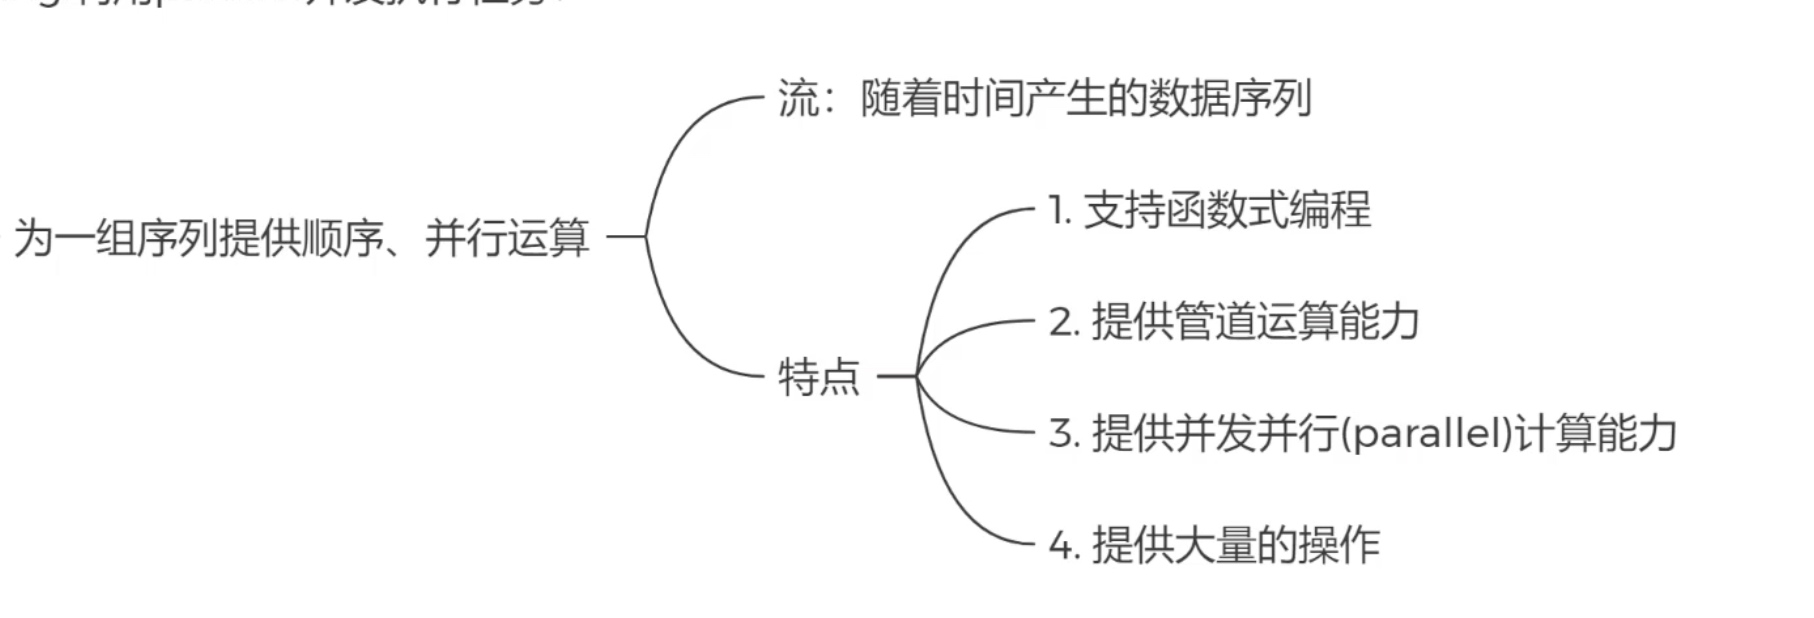 流：随着时间产生的数据序列
为一组序列提供顺序、并行运算
特点
1. 支持函数式编程
2. 提供管道运算能力
3. 提供并发并行(parallel)计算能力
4. 提供大量的操作